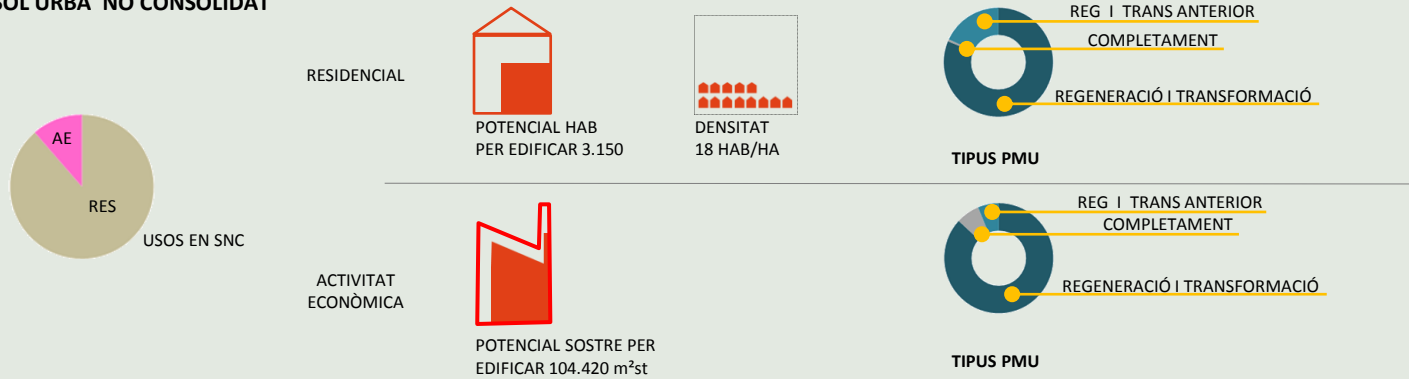 SÒL URBÀ NO CONSOLIDAT
AE
RES
USOS EN SNC
RESIDENCIAL
POTENCIAL HAB
PER EDIFICAR 3.150
DENSITAT
18 HAB/HA
REG I TRANS ANTERIOR
COMPLETAMENT
REGENERACIÓ I TRANSFORMACIÓ
TIPUS PMU
ACTIVITAT
ECONÒMICA
POTENCIAL SOSTRE PER
EDIFICAR 104.420 m²st
REG I TRANS ANTERIOR
COMPLETAMENT
REGENERACIÓ I TRANSFORMACIÓ
TIPUS PMU